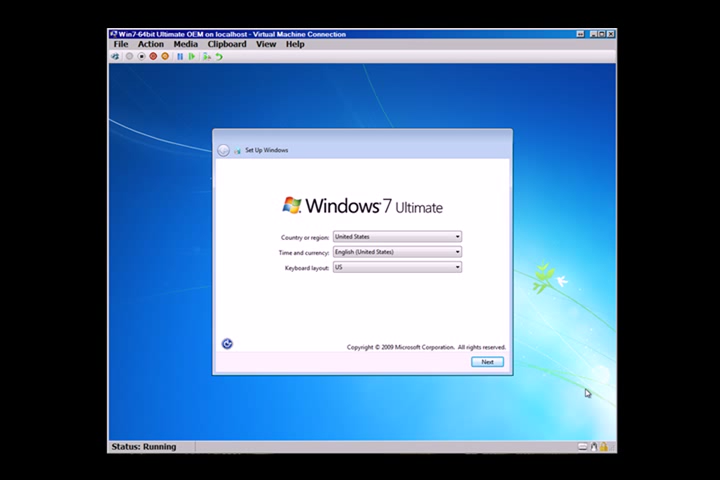 Win7-64bit Ultimate OEM on localhost - Virtual Machine Connection
File Action Media Clipboard View Help
Set Up Windows
Windows 7 Ultimate
Country or region: United States
Time and currency: English (United States)
Keyboard layout: US
Copyright © 2009 Microsoft Corporation. All rights reserved.
Next
Status: Running